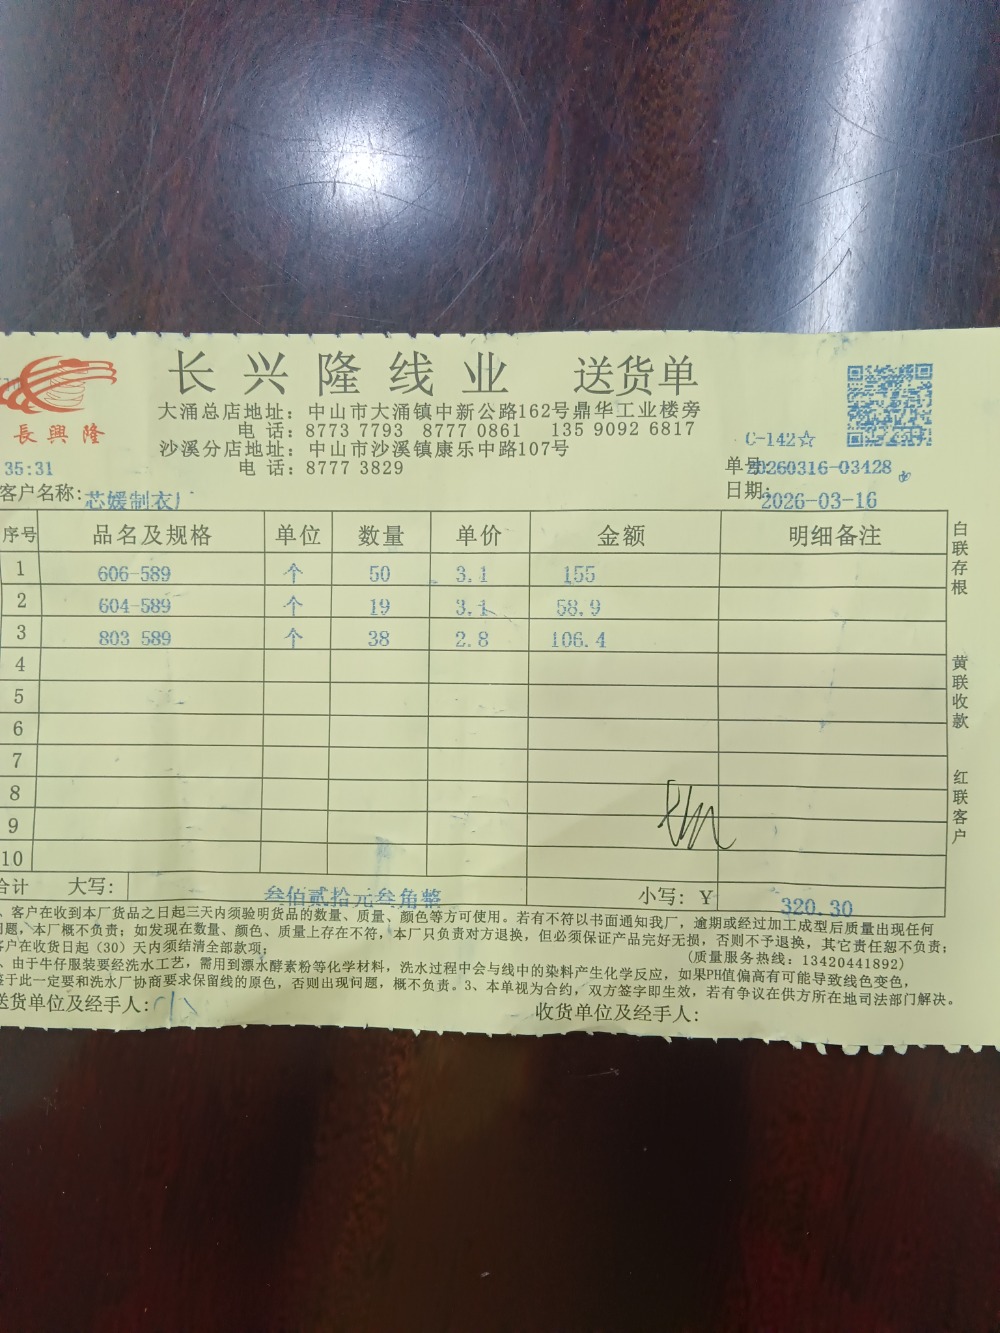 长兴隆线业 送货单
長興隆
大涌总店地址：中山市大涌镇中新公路162号鼎华工业楼旁
电话：8773 7793 8777 0861 135 9092 6817
沙溪分店地址：中山市沙溪镇康乐中路107号
电话：8777 3829
C-142☆
35:31
单号:20260316-03428
客户名称：芯媛制衣厂
日期：2026-03-16
序号 品名及规格 单位 数量 单价 金额 明细备注
1 606-589 个 50 3.1 155
2 604-589 个 19 3.1 58.9
3 803 589 个 38 2.8 106.4
4
5
6
7
8
9
10
合计 大写：叁佰贰拾元叁角整 小写：Y 320.30
、客户在收到本厂货品之日起三天内须验明货品的数量、质量、颜色等方可使用。若有不符以书面通知我厂，逾期或经过加工成型后质量出现任何
问题，本厂概不负责；如发现在数量、颜色、质量上存在不符，本厂只负责对方退换，但必须保证产品完好无损，否则不予退换，其它责任恕不负责；
客户在收货日起（30）天内须结清全部款项； （质量服务热线：13420441892）
、由于牛仔服装要经洗水工艺，需用到漂水酵素粉等化学材料，洗水过程中会与线中的染料产生化学反应，如果PH值偏高有可能导致线色变色，
鉴于此一定要和洗水厂协商要求保留线的原色，否则出现问题，概不负责。3、本单视为合约，双方签字即生效，若有争议在供方所在地司法部门解决。
送货单位及经手人：
收货单位及经手人：
白联存根
黄联收款
红联客户